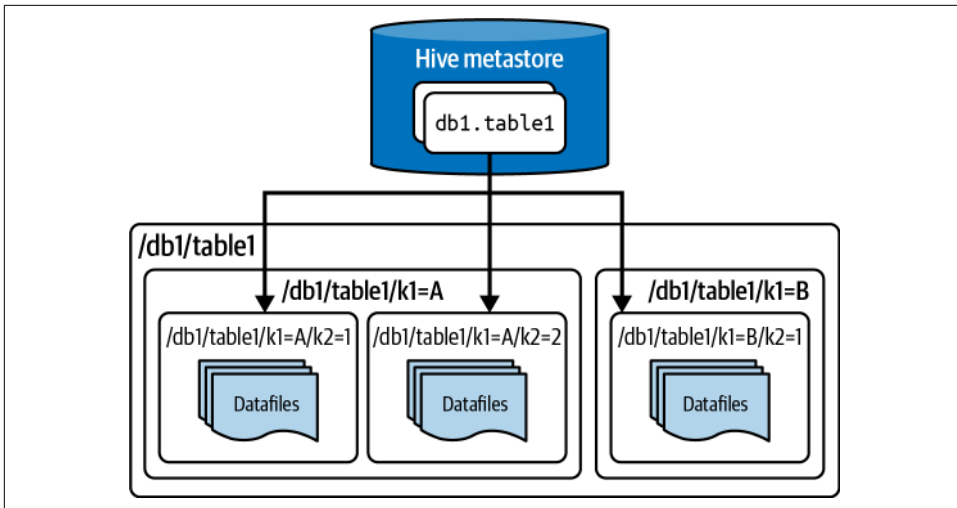 Hive metastore
db1.table1
/db1/table1
/db1/table1/k1=A
/db1/table1/k1=B
/db1/table1/k1=A/k2=1
/db1/table1/k1=A/k2=2
/db1/table1/k1=B/k2=1
Datafiles
Datafiles
Datafiles